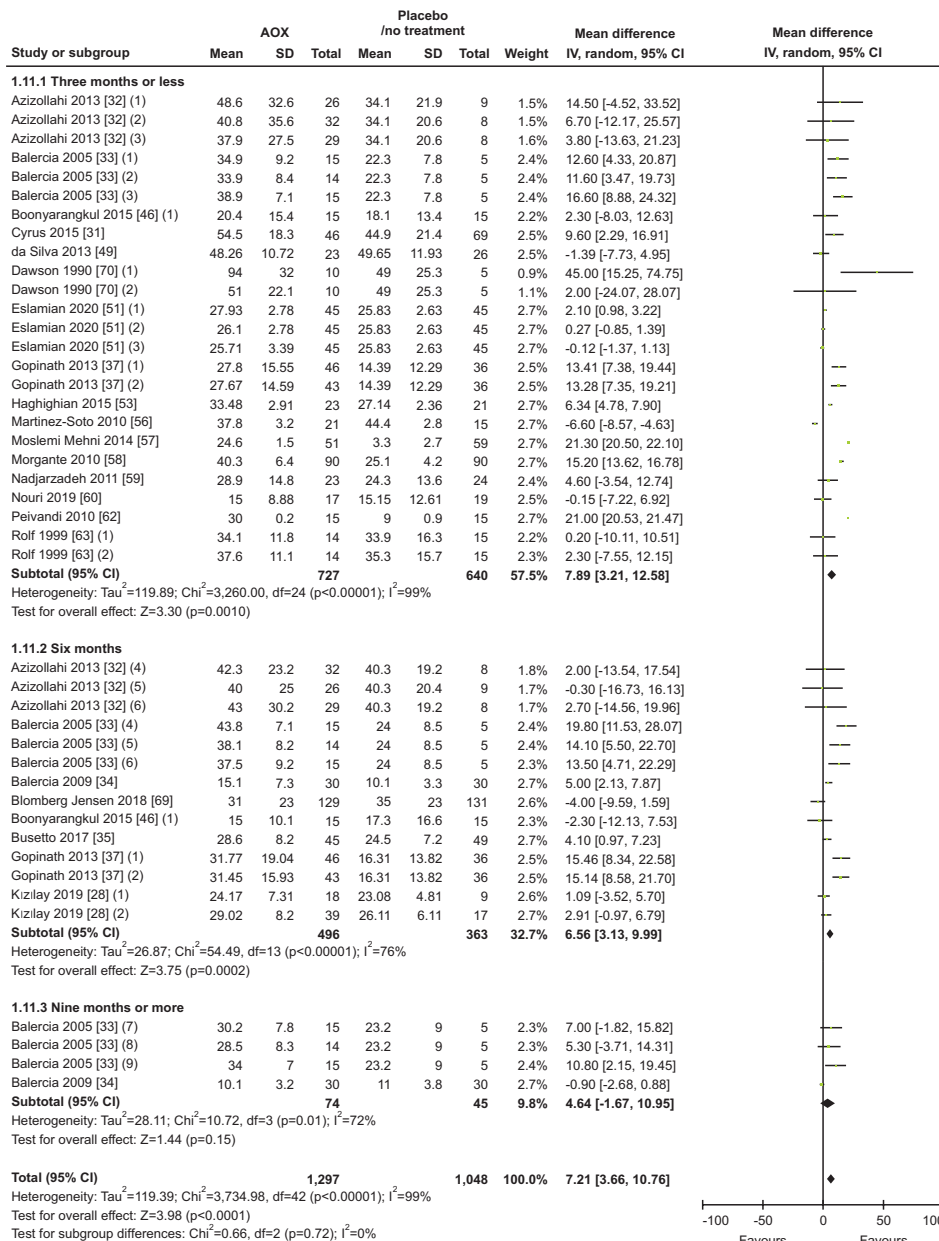 AOX Placebo /no treatment Mean difference Mean difference
Study or subgroup Mean SD Total Mean SD Total Weight IV, random, 95% CI IV, random, 95% CI
1.11.1 Three months or less
Azizollahi 2013 [32] (1) 48.6 32.6 26 34.1 21.9 9 1.5% 14.50 [-4.52, 33.52]
Azizollahi 2013 [32] (2) 40.8 35.6 32 34.1 20.6 8 1.5% 6.70 [-12.17, 25.57]
Azizollahi 2013 [32] (3) 37.9 27.5 29 34.1 20.6 8 1.6% 3.80 [-13.63, 21.23]
Balercia 2005 [33] (1) 34.9 9.2 15 22.3 7.8 5 2.4% 12.60 [4.33, 20.87]
Balercia 2005 [33] (2) 33.9 8.4 14 22.3 7.8 5 2.4% 11.60 [3.47, 19.73]
Balercia 2005 [33] (3) 38.9 7.1 15 22.3 7.8 5 2.4% 16.60 [8.88, 24.32]
Boonyarangkul 2015 [46] (1) 20.4 15.4 15 18.1 13.4 15 2.2% 2.30 [-8.03, 12.63]
Cyrus 2015 [31] 54.5 18.3 46 44.9 21.4 69 2.5% 9.60 [2.29, 16.91]
da Silva 2013 [49] 48.26 10.72 23 49.65 11.93 26 2.5% -1.39 [-7.73, 4.95]
Dawson 1990 [70] (1) 94 32 10 49 25.3 5 0.9% 45.00 [15.25, 74.75]
Dawson 1990 [70] (2) 51 22.1 10 49 25.3 5 1.1% 2.00 [-24.07, 28.07]
Eslamian 2020 [51] (1) 27.93 2.78 45 25.83 2.63 45 2.7% 2.10 [0.98, 3.22]
Eslamian 2020 [51] (2) 26.1 2.78 45 25.83 2.63 45 2.7% 0.27 [-0.85, 1.39]
Eslamian 2020 [51] (3) 25.71 3.39 45 25.83 2.63 45 2.7% -0.12 [-1.37, 1.13]
Gopinath 2013 [37] (1) 27.8 15.55 46 14.39 12.29 36 2.6% 13.41 [7.38, 19.44]
Gopinath 2013 [37] (2) 27.67 14.59 43 14.39 12.29 36 2.6% 13.28 [7.35, 19.21]
Haghighian 2015 [53] 33.48 2.91 23 27.14 2.36 21 2.7% 6.34 [4.78, 7.90]
Martinez-Soto 2010 [56] 37.8 3.2 21 44.4 2.8 15 2.7% -6.60 [-8.57, -4.63]
Moslemi Mehni 2014 [57] 24.6 1.5 51 3.3 2.7 59 2.7% 21.30 [20.50, 22.10]
Morgante 2010 [58] 40.3 6.4 90 25.1 4.2 90 2.7% 15.20 [13.62, 16.78]
Nadjarzadeh 2011 [59] 28.9 14.8 23 24.3 13.6 24 2.4% 4.60 [-3.54, 12.74]
Nouri 2019 [60] 15 8.88 17 15.15 12.61 19 2.5% -0.15 [-7.22, 6.92]
Peivandi 2010 [62] 30 0.2 15 9 0.9 15 2.7% 21.00 [20.53, 21.47]
Rolf 1999 [63] (1) 34.1 11.8 14 33.9 16.3 15 2.2% 0.20 [-10.11, 10.51]
Rolf 1999 [63] (2) 37.6 11.1 14 35.3 15.7 15 2.3% 2.30 [-7.55, 12.15]
Subtotal (95% CI) 727 640 57.5% 7.89 [3.21, 12.58]
Heterogeneity: Tau²=119.89; Chi²=3,260.00, df=24 (p<0.00001); I²=99%
Test for overall effect: Z=3.30 (p=0.0010)
1.11.2 Six months
Azizollahi 2013 [32] (4) 42.3 23.2 32 40.3 19.2 8 1.8% 2.00 [-13.54, 17.54]
Azizollahi 2013 [32] (5) 40 25 26 40.3 20.4 9 1.7% -0.30 [-16.73, 16.13]
Azizollahi 2013 [32] (6) 43 30.2 29 40.3 19.2 8 1.6% 2.70 [-14.56, 19.96]
Balercia 2005 [33] (4) 43.8 7.1 15 24 8.5 5 2.4% 19.80 [11.53, 28.07]
Balercia 2005 [33] (5) 38.1 8.2 14 24 8.5 5 2.4% 14.10 [5.50, 22.70]
Balercia 2005 [33] (6) 37.5 9.2 15 24 8.5 5 2.3% 13.50 [4.71, 22.29]
Balercia 2009 [34] 15.1 7.3 30 10.1 3.3 30 2.7% 5.00 [2.13, 7.87]
Blomberg Jensen 2018 [69] 31 23 129 35 23 131 2.6% -4.00 [-9.59, 1.59]
Boonyarangkul 2015 [46] (1) 15 10.1 15 17.3 16.6 15 2.3% -2.30 [-12.13, 7.53]
Busetto 2017 [35] 28.6 8.2 45 24.5 7.2 49 2.7% 4.10 [0.97, 7.23]
Gopinath 2013 [37] (1) 31.77 19.04 46 16.31 13.82 36 2.5% 15.46 [8.34, 22.58]
Gopinath 2013 [37] (2) 31.45 15.93 43 16.31 13.82 36 2.5% 15.14 [8.58, 21.70]
Kızılay 2019 [28] (1) 24.17 7.31 18 23.08 4.81 9 2.6% 1.09 [-3.52, 5.70]
Kızılay 2019 [28] (2) 29.02 8.2 39 26.11 6.11 17 2.7% 2.91 [-0.97, 6.79]
Subtotal (95% CI) 496 363 32.7% 6.56 [3.13, 9.99]
Heterogeneity: Tau²=26.87; Chi²=54.49, df=13 (p<0.00001); I²=76%
Test for overall effect: Z=3.75 (p=0.0002)
1.11.3 Nine months or more
Balercia 2005 [33] (7) 30.2 7.8 15 23.2 9 5 2.3% 7.00 [-1.82, 15.82]
Balercia 2005 [33] (8) 28.5 8.3 14 23.2 9 5 2.3% 5.30 [-3.71, 14.31]
Balercia 2005 [33] (9) 34 7 15 23.2 9 5 2.4% 10.80 [2.15, 19.45]
Balercia 2009 [34] 10.1 3.2 30 11 3.8 30 2.7% -0.90 [-2.68, 0.88]
Subtotal (95% CI) 74 45 9.8% 4.64 [-1.67, 10.95]
Heterogeneity: Tau²=28.11; Chi²=10.72, df=3 (p=0.01); I²=72%
Test for overall effect: Z=1.44 (p=0.15)
Total (95% CI) 1,297 1,048 100.0% 7.21 [3.66, 10.76]
Heterogeneity: Tau²=119.39; Chi²=3,734.98, df=42 (p<0.00001); I²=99%
Test for overall effect: Z=3.98 (p<0.0001)
Test for subgroup differences: Chi²=0.66, df=2 (p=0.72); I²=0%
-100 -50 0 50 100
Favours Favours